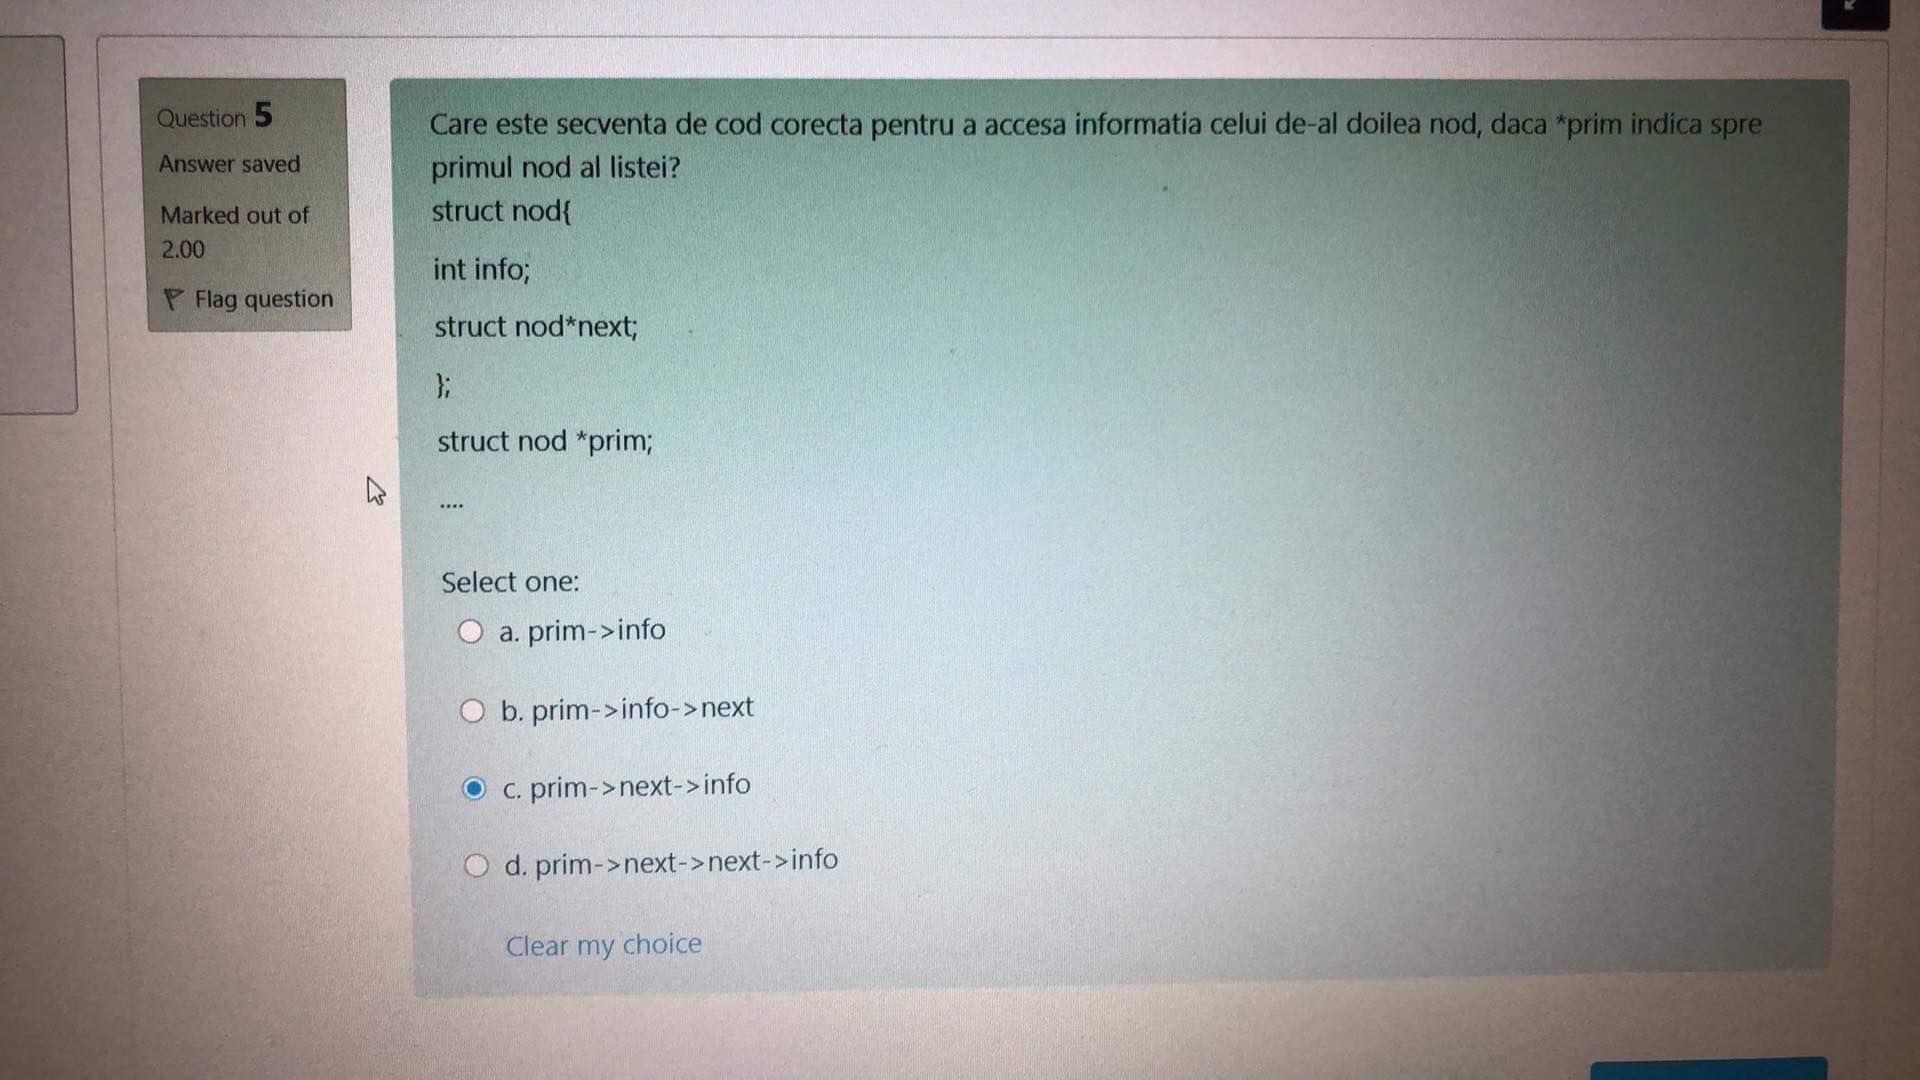 Question 5
Answer saved
Marked out of
2.00
Flag question
Care este secventa de cod corecta pentru a accesa informatia celui de-al doilea nod, daca *prim indica spre
primul nod al listei?
struct nod{
int info;
struct nod*next;
};
struct nod *prim;
....
Select one:
a. prim->info
b. prim->info->next
c. prim->next->info
d. prim->next->next->info
Clear my choice